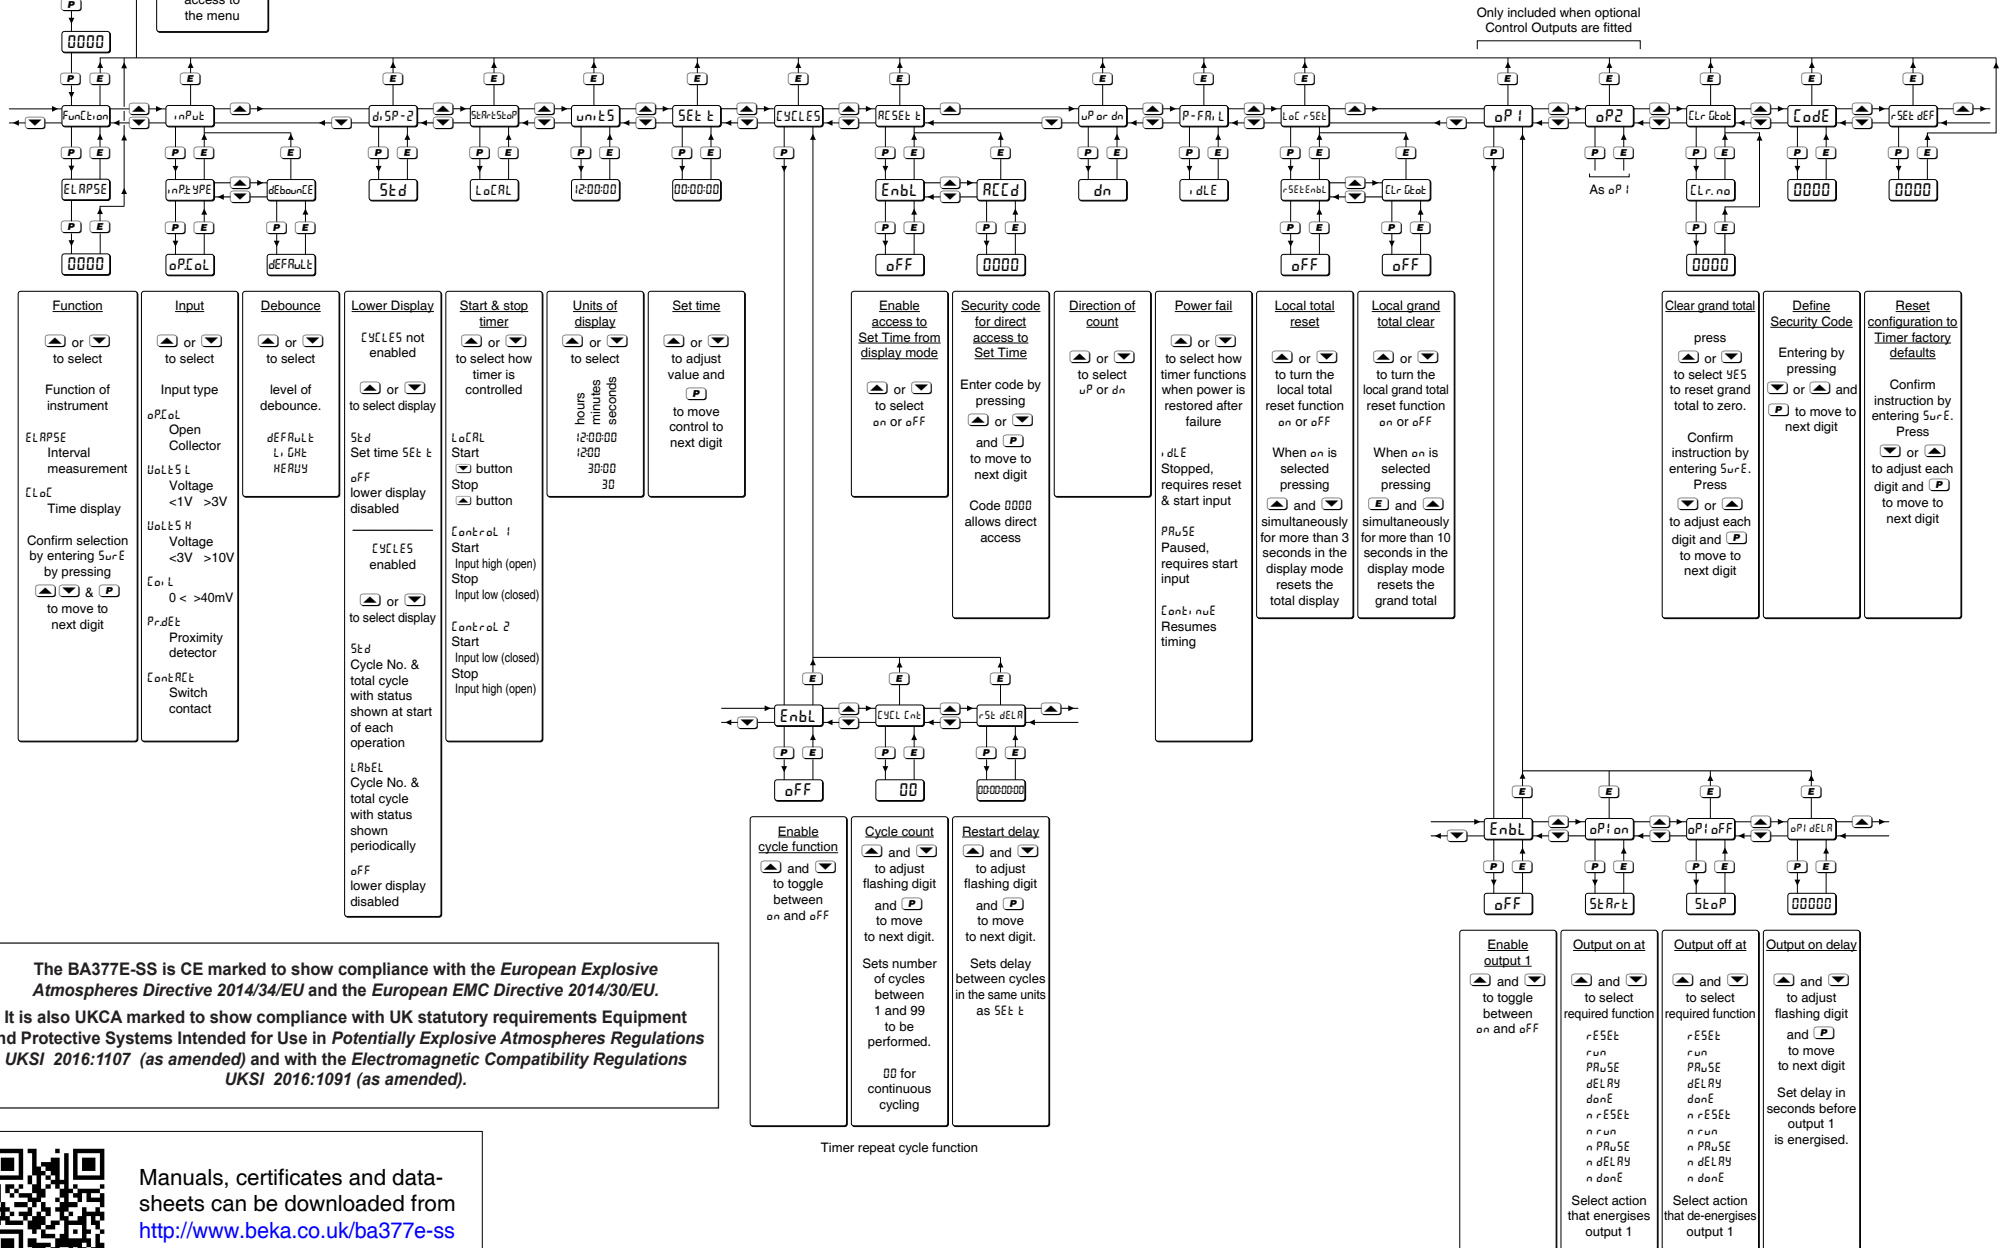 access to
the menu
Only included when optional
Control Outputs are fitted
P
0000
P E E E E E E E E E E E E E E E
FunCtion inPut diSP-2 StArtStoP unitS SEt t CYCLES ACSEt t uP or dn P-FAiL LoC rSEt oP1 oP2 CLr Gtot CodE rSEt dEF
P E P E E P E P E P E P E P P E E P E P E P E E P P E P E P E P E
ELAPSE inP.tYPE dEbounCE Std LoCAL 12:00:00 00:00:00 EnbL ACCd dn idLE rSEtEnbL CLr Gtot As oP1 CLr. no 0000 0000
P E P E P E P E P E P E P E P E
0000 oP.CoL dEFAuLt oFF 0000 oFF oFF 0000
Function
or
to select
Function of
instrument
ELAPSE
Interval
measurement
CLoC
Time display
Confirm selection
by entering SurE
by pressing
& P
to move to
next digit
Input
or
to select
Input type
oP.CoL
Open
Collector
VoLtS L
Voltage
<1V >3V
VoLtS H
Voltage
<3V >10V
CoiL
0 < >40mV
Pr.dEt
Proximity
detector
ContACt
Switch
contact
Debounce
or
to select
level of
debounce.
dEFAuLt
LiGHt
HEAVY
Lower Display
CYCLES not
enabled
or
to select display
Std
Set time SEt t
oFF
lower display
disabled
CYCLES
enabled
or
to select display
Std
Cycle No. &
total cycle
with status
shown at start
of each
operation
LAbEL
Cycle No. &
total cycle
with status
shown
periodically
oFF
lower display
disabled
Start & stop
timer
or
to select how
timer is
controlled
LoCAL
Start
button
Stop
button
ControL 1
Start
Input high (open)
Stop
Input low (closed)
ControL 2
Start
Input low (closed)
Stop
Input high (open)
Units of
display
or
to select
hours
minutes
seconds
12:00:00
12:00
30:00
30
Set time
or
to adjust
value and
P
to move
control to
next digit
Enable
access to
Set Time from
display mode
or
to select
on or oFF
Security code
for direct
access to
Set Time
Enter code by
pressing
or
and P
to move to
next digit
Code 0000
allows direct
access
Direction of
count
or
to select
uP or dn
Power fail
or
to select how
timer functions
when power is
restored after
failure
idLE
Stopped,
requires reset
& start input
PAuSE
Paused,
requires start
input
ContinuE
Resumes
timing
Local total
reset
or
to turn the
local total
reset function
on or oFF
When on is
selected
pressing
and
simultaneously
for more than 3
seconds in the
display mode
resets the
total display
Local grand
total clear
or
to turn the
local grand total
reset function
on or oFF
When on is
selected
pressing
E and
simultaneously
for more than 10
seconds in the
display mode
resets the
grand total
Clear grand total
press
or
to select YES
to reset grand
total to zero.
Confirm
instruction by
entering SurE.
Press
or
to adjust each
digit and P
to move to
next digit
Define
Security Code
Entering by
pressing
or and
P to move to
next digit
Reset
configuration to
Timer factory
defaults
Confirm
instruction by
entering SurE.
Press
or
to adjust each
digit and P
to move to
next digit
E E E
EnbL CYCL Cnt rSt dELA
P E P E P E
oFF 00 00:00:00:00
Enable
cycle function
and
to toggle
between
on and oFF
Cycle count
and
to adjust
flashing digit
and P
to move
to next digit.
Sets number
of cycles
between
1 and 99
to be
performed.
00 for
continuous
cycling
Restart delay
and
to adjust
flashing digit
and P
to move
to next digit.
Sets delay
between cycles
in the same units
as SEt t
Timer repeat cycle function
E E E E
EnbL oP1 on oP1 oFF oP1 dELA
P E P E P E P E
oFF StArt StoP 00000
Enable
output 1
and
to toggle
between
on and oFF
Output on at
and
to select
required function
rESEt
run
PAuSE
dELAY
donE
n rESEt
n run
n PAuSE
n dELAY
n donE
Select action
that energises
output 1
Output off at
and
to select
required function
rESEt
run
PAuSE
dELAY
donE
n rESEt
n run
n PAuSE
n dELAY
n donE
Select action
that de-energises
output 1
Output on delay
and
to adjust
flashing digit
and P
to move
to next digit
Set delay in
seconds before
output 1
is energised.
The BA377E-SS is CE marked to show compliance with the European Explosive
Atmospheres Directive 2014/34/EU and the European EMC Directive 2014/30/EU.
It is also UKCA marked to show compliance with UK statutory requirements Equipment
nd Protective Systems Intended for Use in Potentially Explosive Atmospheres Regulations
UKSI 2016:1107 (as amended) and with the Electromagnetic Compatibility Regulations
UKSI 2016:1091 (as amended).
Manuals, certificates and data-
sheets can be downloaded from
http://www.beka.co.uk/ba377e-ss